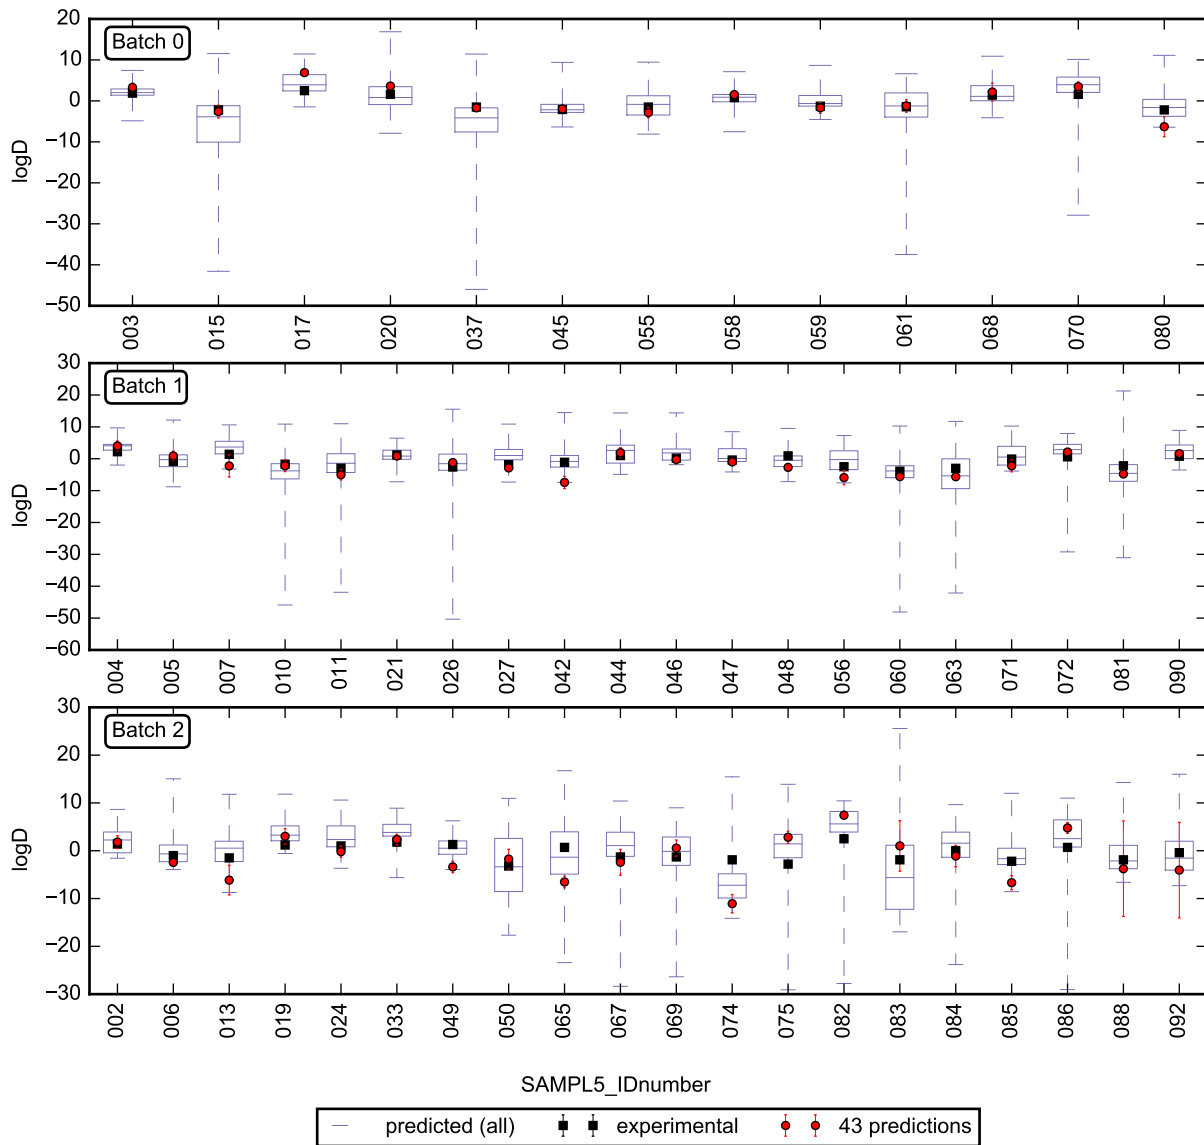 20
10
0
−10
−20
−30
−40
−50
logD
Batch 0
003 015 017 020 037 045 055 058 059 061 068 070 080
30
20
10
0
−10
−20
−30
−40
−50
−60
logD
Batch 1
004 005 007 010 011 021 026 027 042 044 046 047 048 056 060 063 071 072 081 090
30
20
10
0
−10
−20
−30
logD
Batch 2
002 006 013 019 024 033 049 050 065 067 069 074 075 082 083 084 085 086 088 092
SAMPL5_IDnumber
predicted (all) experimental 43 predictions